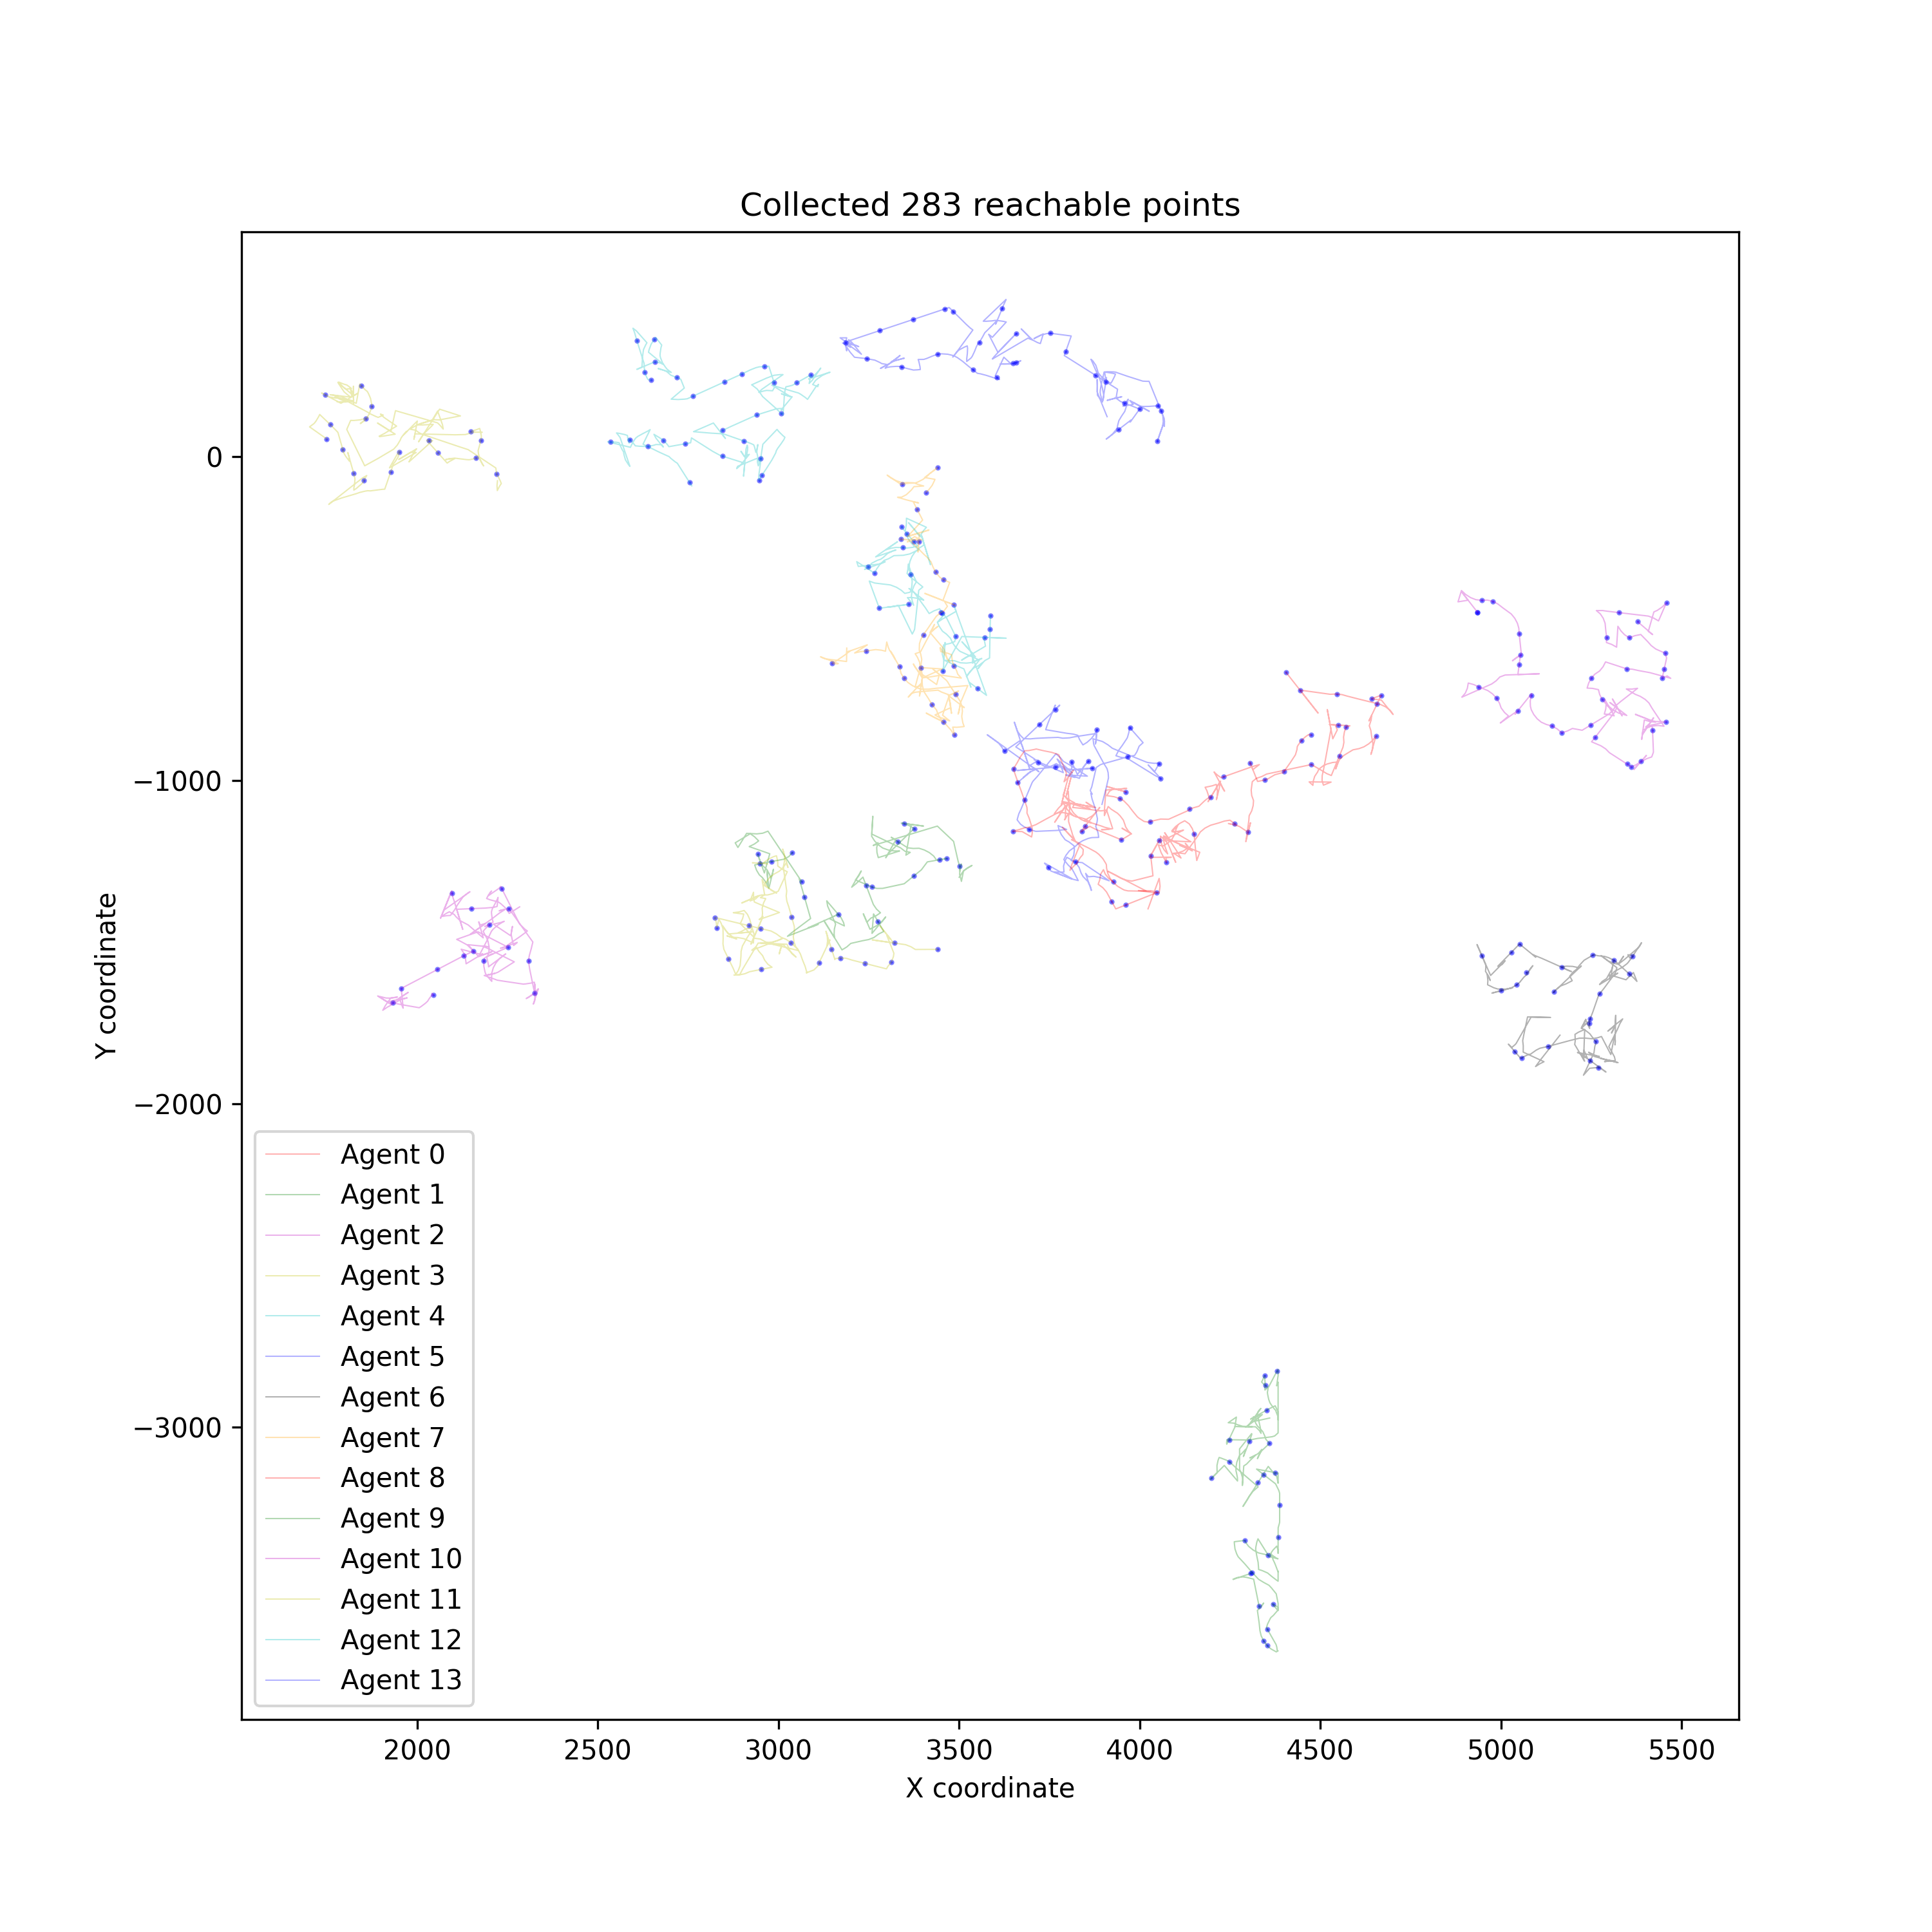 Collected 283 reachable points
Y coordinate
0
−1000
−2000
−3000
Agent 0
Agent 1
Agent 2
Agent 3
Agent 4
Agent 5
Agent 6
Agent 7
Agent 8
Agent 9
Agent 10
Agent 11
Agent 12
Agent 13
2000 2500 3000 3500 4000 4500 5000 5500
X coordinate